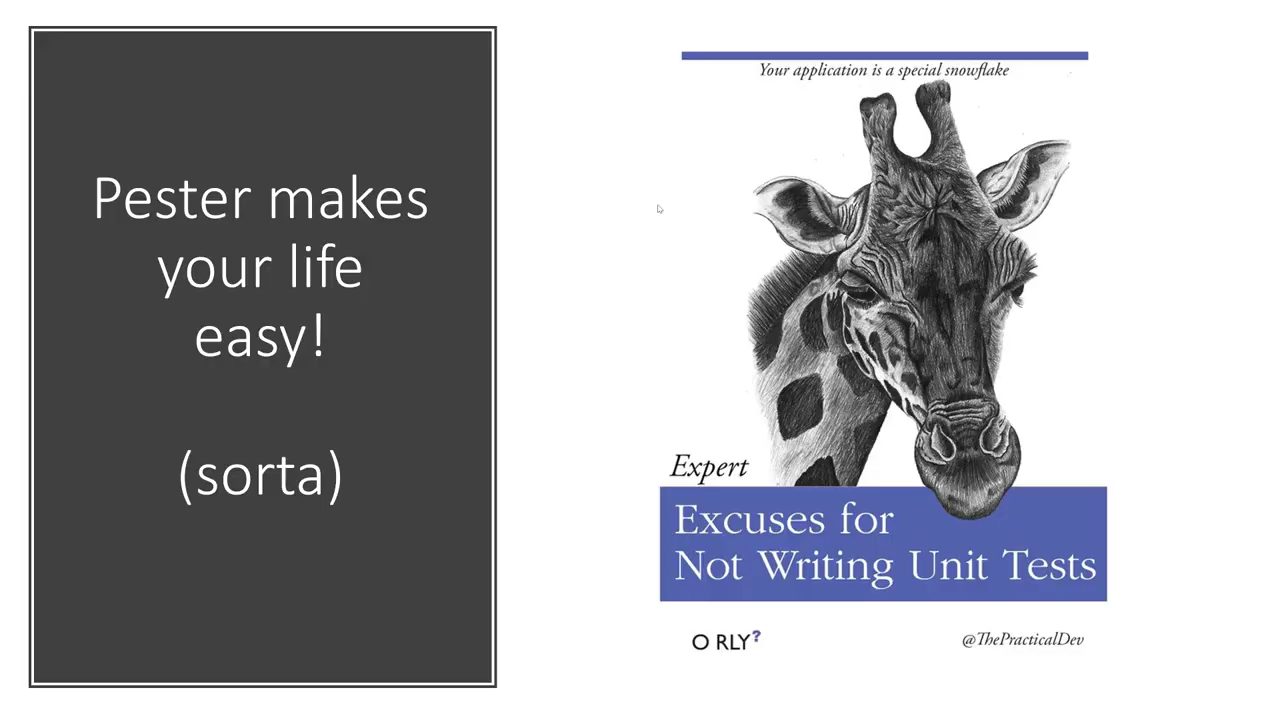 Pester makes
your life
easy!
(sorta)
Your application is a special snowflake
Expert
Excuses for
Not Writing Unit Tests
O RLY?
@ThePracticalDev